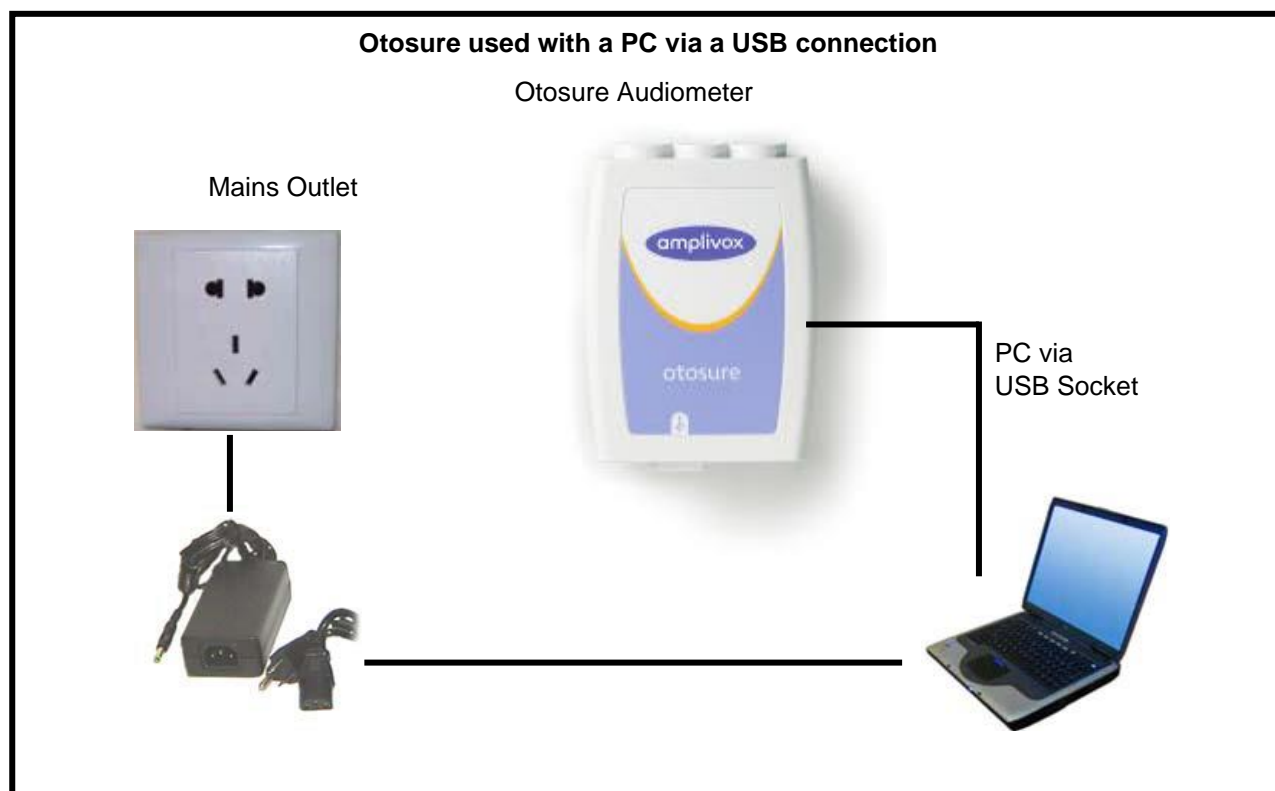 Otosure used with a PC via a USB connection
Otosure Audiometer
Mains Outlet
amplivox
otosure
PC via
USB Socket